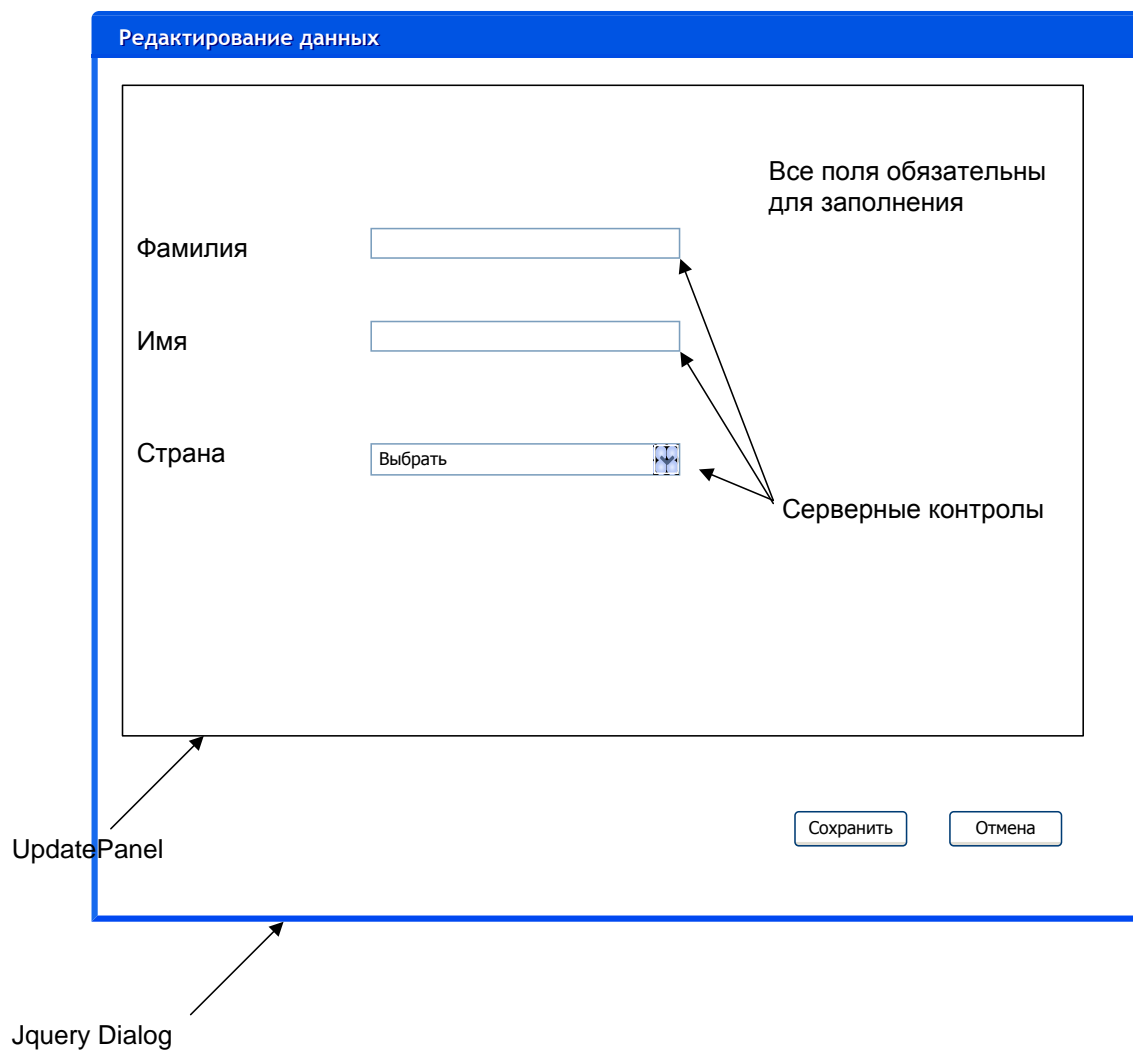 Редактирование данных
Все поля обязательны
для заполнения
Фамилия
Имя
Страна
Выбрать
Серверные контролы
Сохранить
Отмена
UpdatePanel
Jquery Dialog